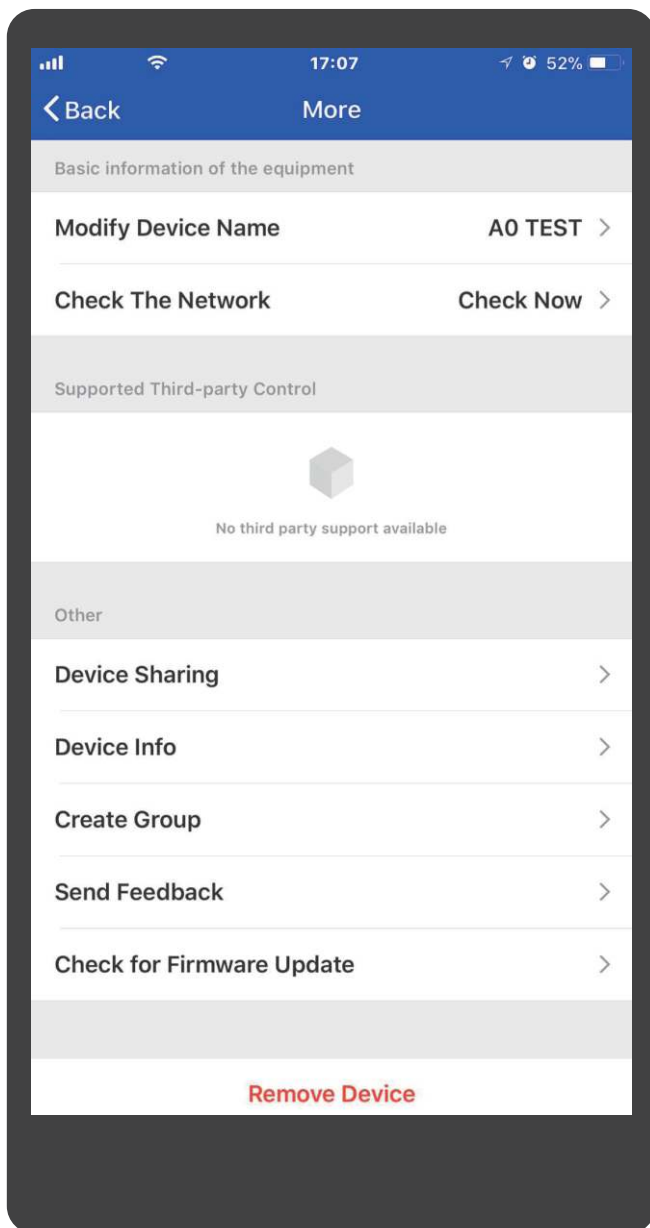 17:07
52%
Back
More
Basic information of the equipment
Modify Device Name
A0 TEST
Check The Network
Check Now
Supported Third-party Control
No third party support available
Other
Device Sharing
Device Info
Create Group
Send Feedback
Check for Firmware Update
Remove Device